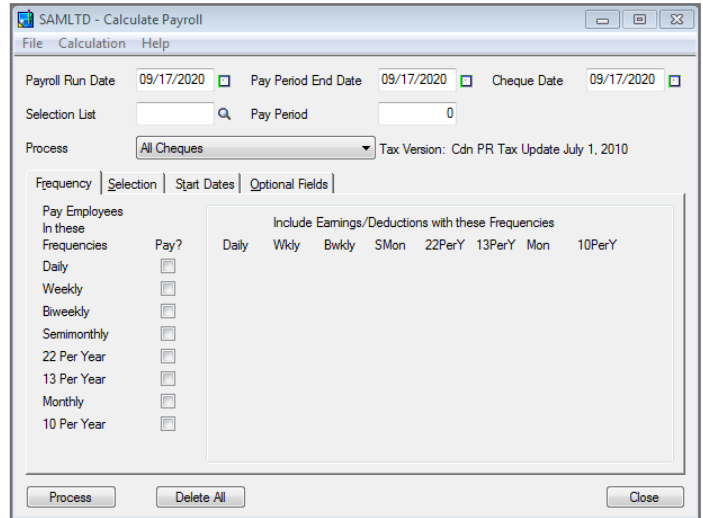 SAMLTD - Calculate Payroll
File Calculation Help
Payroll Run Date 09/17/2020 Pay Period End Date 09/17/2020 Cheque Date 09/17/2020
Selection List Pay Period 0
Process All Cheques Tax Version: Cdn PR Tax Update July 1, 2010
Frequency Selection Start Dates Optional Fields
Pay Employees
In these
Frequencies Pay?
Include Earnings/Deductions with these Frequencies
Daily Wkly Bwkly SMon 22PerY 13PerY Mon 10PerY
Daily
Weekly
Biweekly
Semimonthly
22 Per Year
13 Per Year
Monthly
10 Per Year
Process Delete All Close